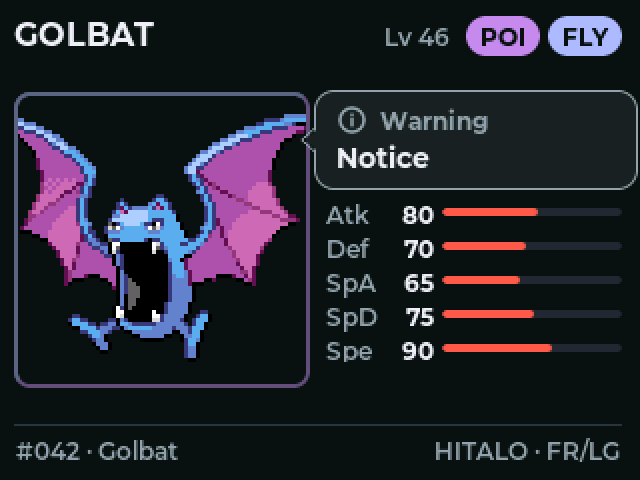 GOLBAT Lv 46 POI FLY
Warning
Notice
Atk 80
Def 70
SpA 65
SpD 75
Spe 90
#042 · Golbat HITALO · FR/LG